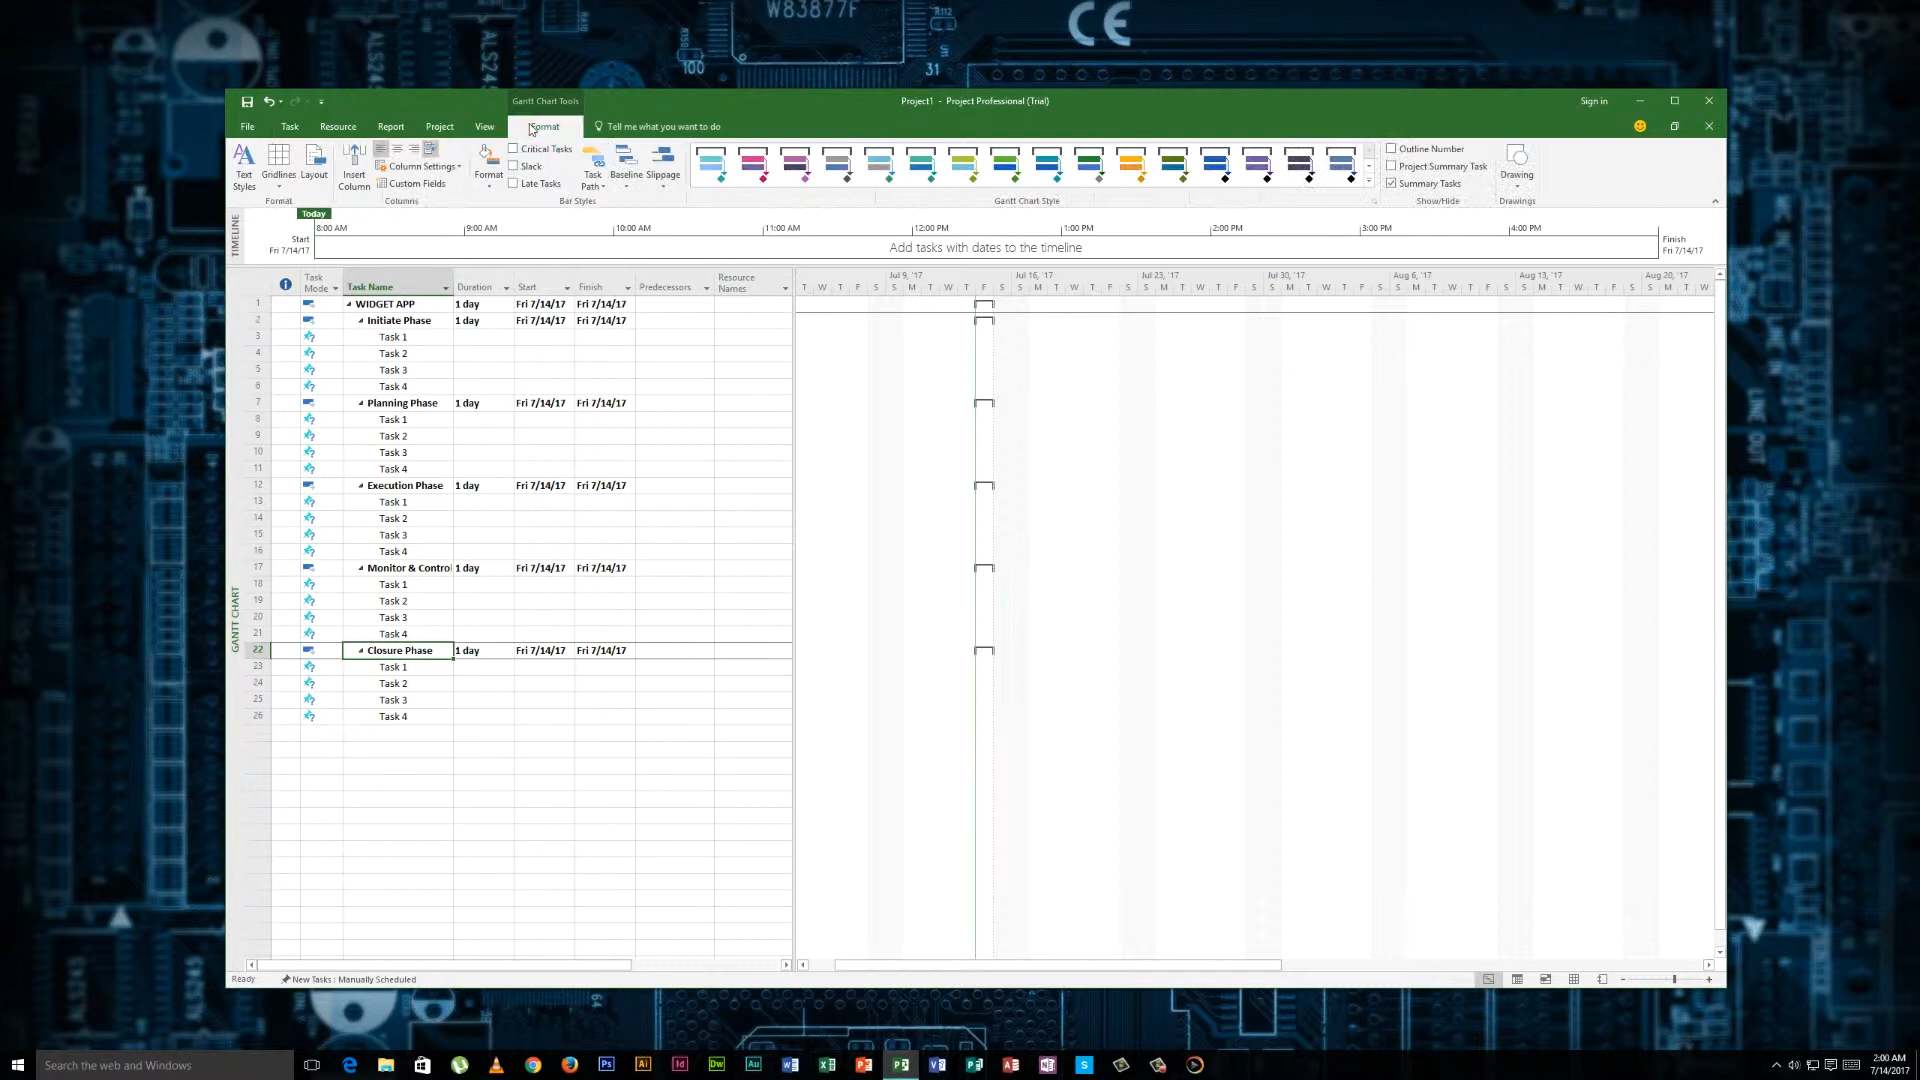 W83877F
CE
100
31
ALS245
Gantt Chart Tools
Project1 - Project Professional (Trial)
Sign in
File Task Resource Report Project View Format Tell me what you want to do
Text Styles
Gridlines
Layout
Insert Column
Column Settings
Custom Fields
Format
Critical Tasks
Slack
Late Tasks
Task Path
Baseline
Slippage
Outline Number
Project Summary Task
Summary Tasks
Drawing
Format Columns Bar Styles Gantt Chart Style Show/Hide Drawings
TIMELINE
Today
8:00 AM 9:00 AM 10:00 AM 11:00 AM 12:00 PM 1:00 PM 2:00 PM 3:00 PM 4:00 PM
Start
Fri 7/14/17
Add tasks with dates to the timeline
Finish
Fri 7/14/17
Task Mode Task Name Duration Start Finish Predecessors Resource Names
Jul 9, '17 Jul 16, '17 Jul 23, '17 Jul 30, '17 Aug 6, '17 Aug 13, '17 Aug 20, '17
T W T F S S M T W T F S S M T W T F S S M T W T F S S M T W T F S S M T W T F S S M T W T F S S M T W
1 WIDGET APP 1 day Fri 7/14/17 Fri 7/14/17
2 Initiate Phase 1 day Fri 7/14/17 Fri 7/14/17
3 Task 1
4 Task 2
5 Task 3
6 Task 4
7 Planning Phase 1 day Fri 7/14/17 Fri 7/14/17
8 Task 1
9 Task 2
10 Task 3
11 Task 4
12 Execution Phase 1 day Fri 7/14/17 Fri 7/14/17
13 Task 1
14 Task 2
15 Task 3
16 Task 4
17 Monitor & Control 1 day Fri 7/14/17 Fri 7/14/17
18 Task 1
19 Task 2
20 Task 3
21 Task 4
22 Closure Phase 1 day Fri 7/14/17 Fri 7/14/17
23 Task 1
24 Task 2
25 Task 3
26 Task 4
GANTT CHART
LINE OUT
Ready New Tasks : Manually Scheduled
64
Search the web and Windows
Ps Ai Id Dw Au
2:00 AM
7/14/2017